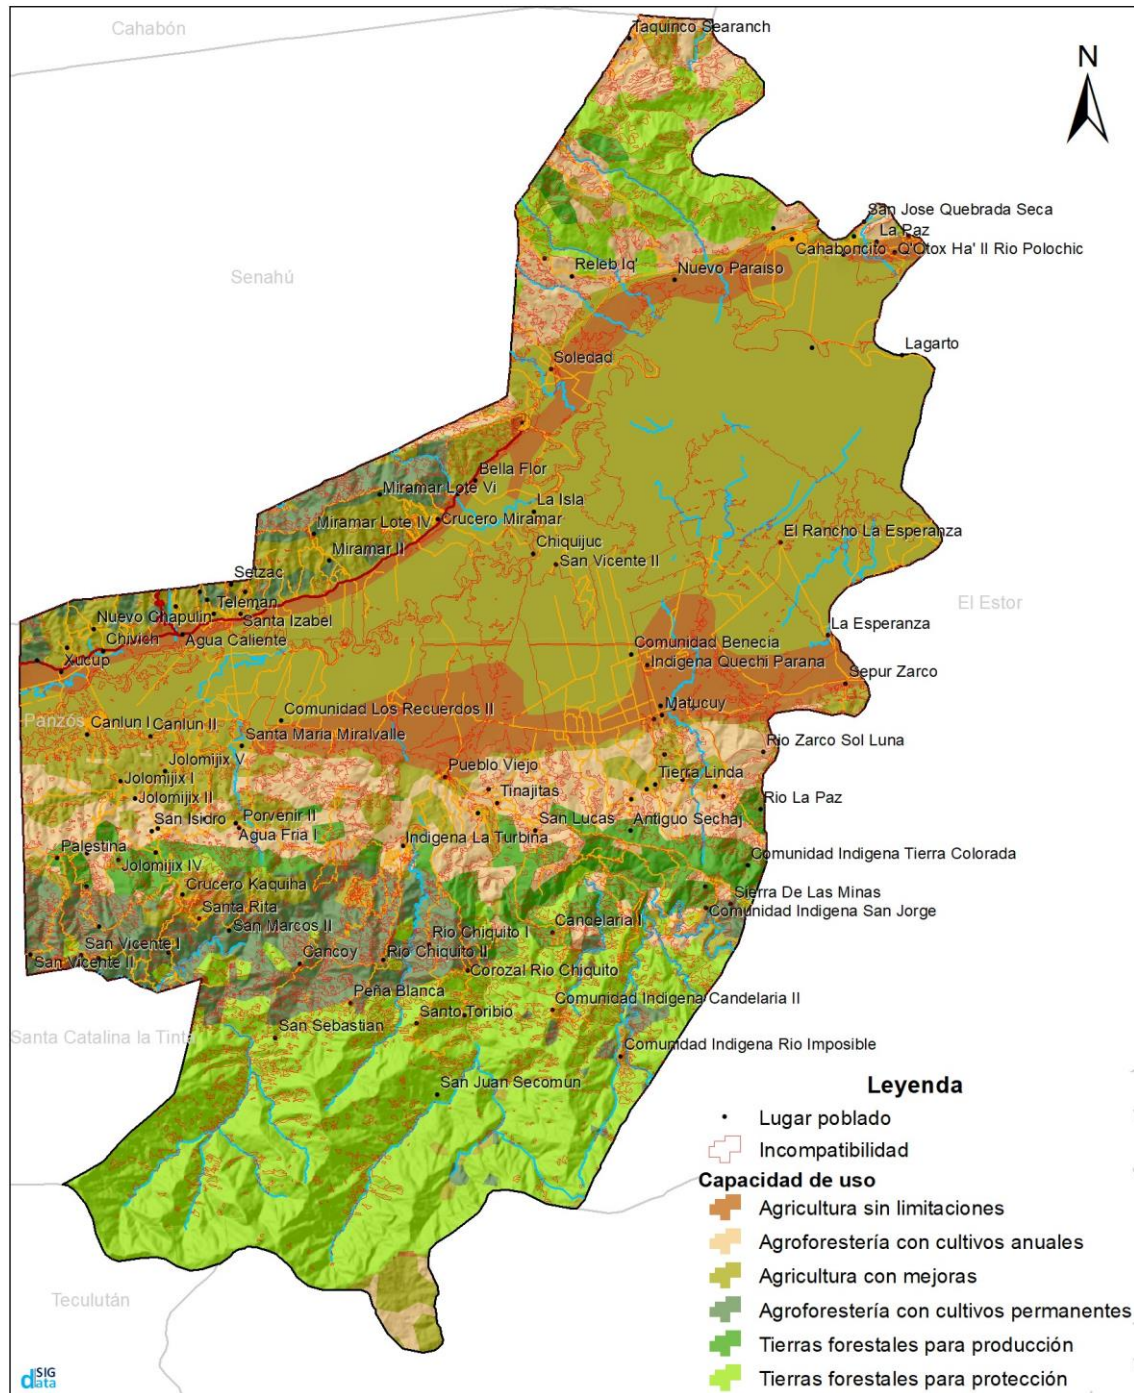 Cahabón
Taquinco Searanch
N
San Jose Quebrada Seca
La Paz
Cahaboncito
Q'Otox Ha' II Rio Polochic
Senahú
Releb Iq'
Nuevo Paraiso
Lagarto
Soledad
Bella Flor
Miramar Lote Vi
La Isla
Miramar Lote IV
Crucero Miramar
El Rancho La Esperanza
Chiquijuc
Miramar II
San Vicente II
Setzac
Teleman
El Estor
Nuevo Chapulin
Santa Izabel
La Esperanza
Chivich
Agua Caliente
Comunidad Benecia
Xucup
Indigena Quechi Parana
Sepur Zarco
Matucuy
Comunidad Los Recuerdos II
Panzós
Canlun I
Canlun II
Santa Maria Miralvalle
Rio Zarco Sol Luna
Jolomijix V
Pueblo Viejo
Jolomijix I
Tierra Linda
Tinajitas
Jolomijix II
Rio La Paz
San Isidro
Porvenir II
Agua Fria I
San Lucas
Antiguo Sechaj
Palestina
Indigena La Turbina
Jolomijix IV
Comunidad Indigena Tierra Colorada
Crucero Kaquiha
Sierra De Las Minas
Santa Rita
Comunidad Indigena San Jorge
San Marcos II
Candelaria I
Rio Chiquito I
San Vicente I
Cancoy
Rio Chiquito II
San Vicente II
Corozal Rio Chiquito
Peña Blanca
Comunidad Indigena Candelaria II
Santo Toribio
San Sebastian
Santa Catalina la Tinta
Comunidad Indigena Rio Imposible
San Juan Secomun
Leyenda
Lugar poblado
Incompatibilidad
Capacidad de uso
Agricultura sin limitaciones
Agroforestería con cultivos anuales
Agricultura con mejoras
Teculután
Agroforestería con cultivos permanentes
Tierras forestales para producción
Tierras forestales para protección
SIG
data